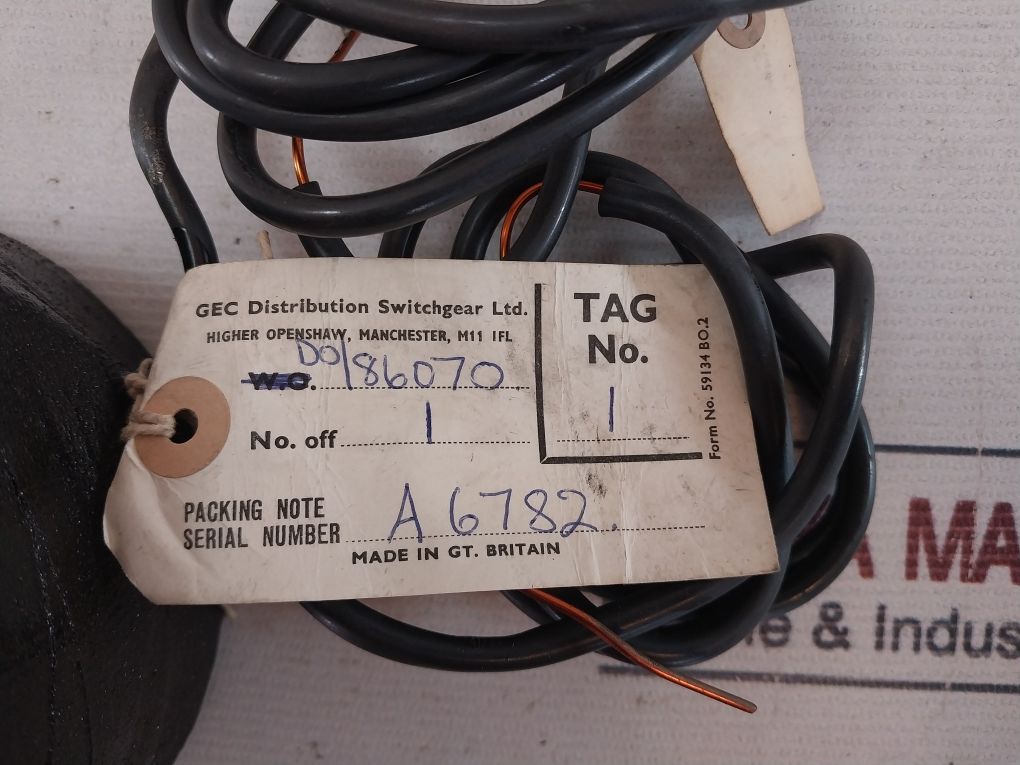 GEC Distribution Switchgear Ltd.
HIGHER OPENSHAW, MANCHESTER, M11 1FL
W.O. DO/86070
No. off 1
TAG
No.
1
Form No. 59134 BO.2
PACKING NOTE
SERIAL NUMBER A 6782.
MADE IN GT. BRITAIN
A MA
e & Indus